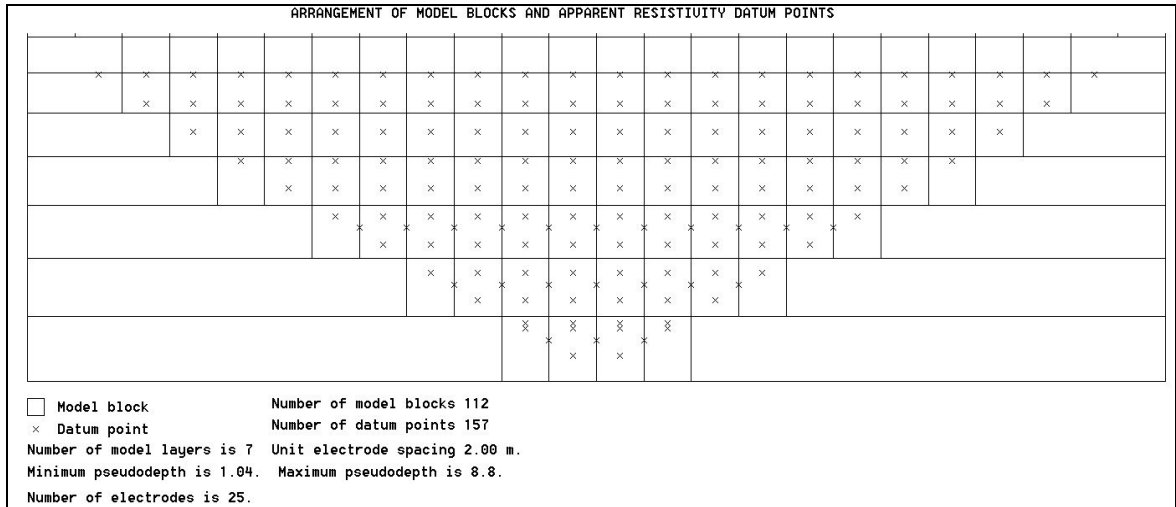 ARRANGEMENT OF MODEL BLOCKS AND APPARENT RESISTIVITY DATUM POINTS
Model block
Number of model blocks 112
Datum point
Number of datum points 157
Number of model layers is 7 Unit electrode spacing 2.00 m.
Minimum pseudodepth is 1.04. Maximum pseudodepth is 8.8.
Number of electrodes is 25.